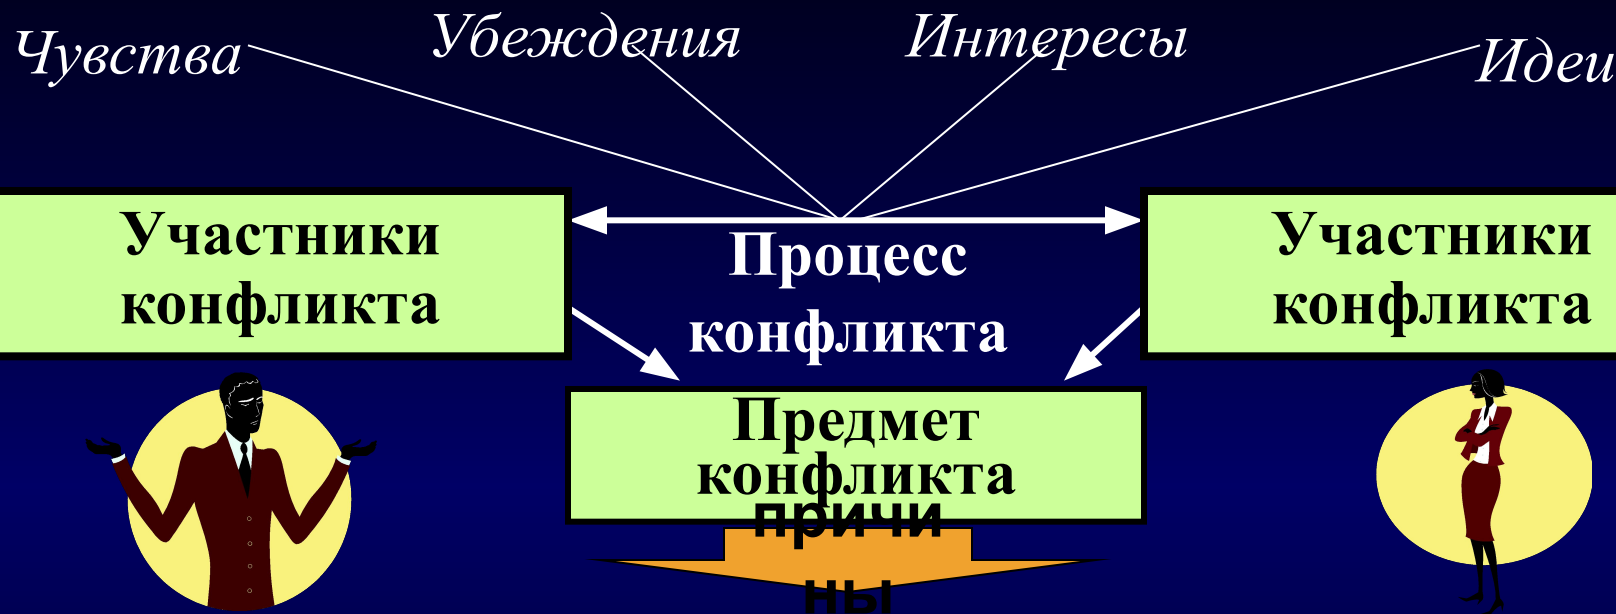 Чувства
Убеждения
Интересы
Идеи
Участники
конфликта
Процесс
конфликта
Участники
конфликта
Предмет
конфликта
причи
ны